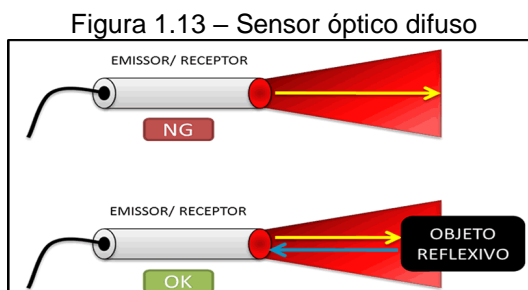 Figura 1.13 – Sensor óptico difuso
EMISSOR/ RECEPTOR
NG
EMISSOR/ RECEPTOR
OBJETO
REFLEXIVO
OK